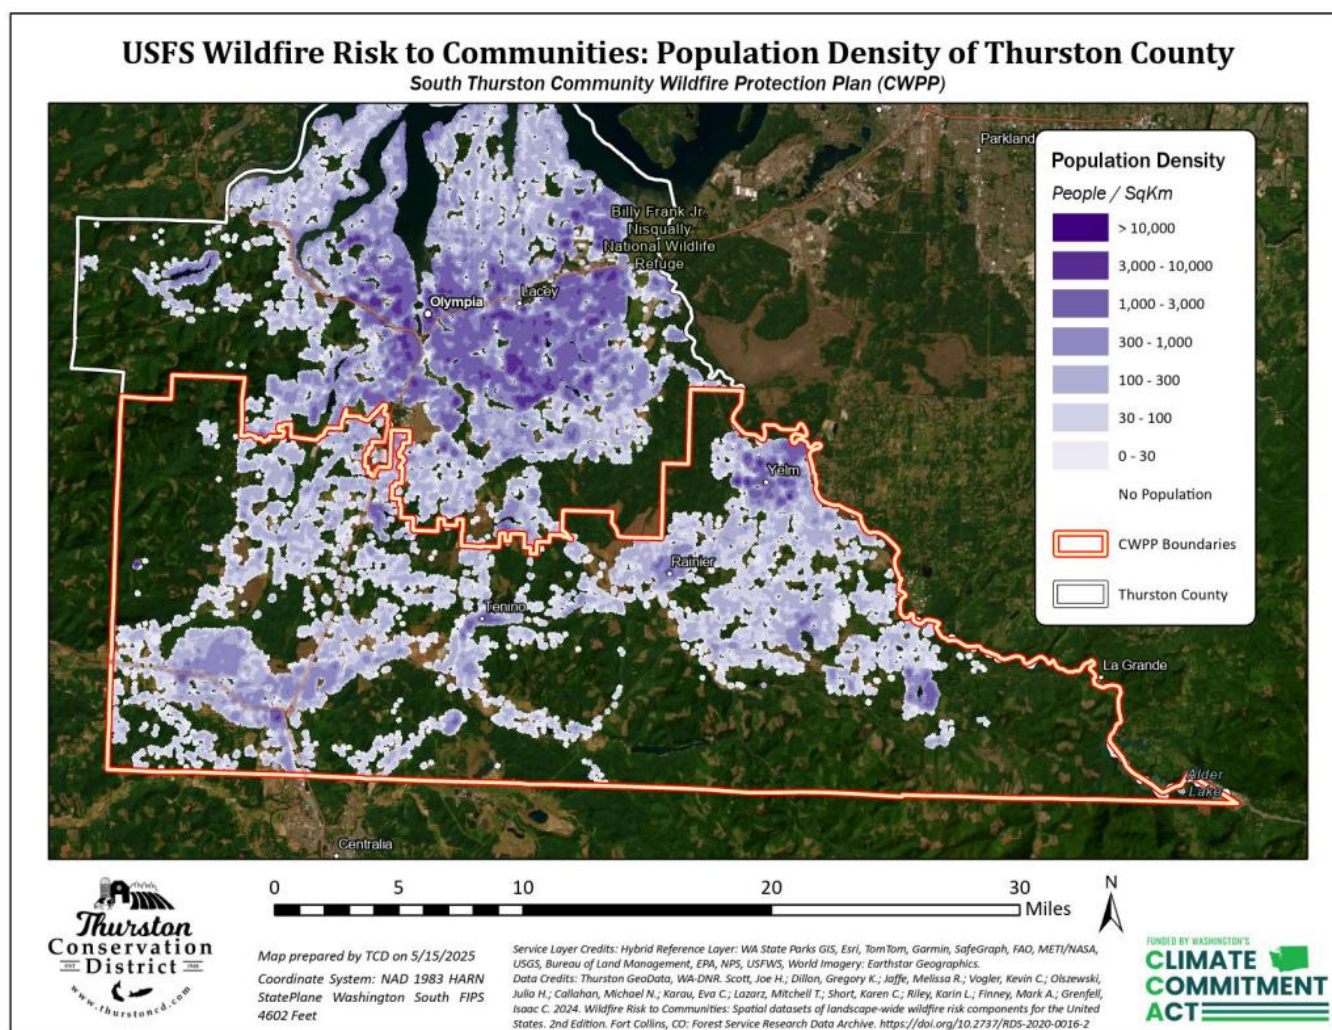 USFS Wildfire Risk to Communities: Population Density of Thurston County
South Thurston Community Wildfire Protection Plan (CWPP)
Parkland
Billy Frank Jr.
Nisqually
National Wildlife
Refuge
Olympia
Lacey
Yelm
Rainier
Tenino
La Grande
Alder
Lake
Centralia
Population Density
People / SqKm
> 10,000
3,000 - 10,000
1,000 - 3,000
300 - 1,000
100 - 300
30 - 100
0 - 30
No Population
CWPP Boundaries
Thurston County
0 5 10 20 30
Miles
N
Thurston
Conservation
District
EST 1948
www.thurstoncd.com
Map prepared by TCD on 5/15/2025
Coordinate System: NAD 1983 HARN
StatePlane Washington South FIPS
4602 Feet
Service Layer Credits: Hybrid Reference Layer: WA State Parks GIS, Esri, TomTom, Garmin, SafeGraph, FAO, METI/NASA,
USGS, Bureau of Land Management, EPA, NPS, USFWS, World Imagery: Earthstar Geographics.
Data Credits: Thurston GeoData, WA-DNR. Scott, Joe H.; Dillon, Gregory K.; Jaffe, Melissa R.; Vogler, Kevin C.; Olszewski,
Julia H.; Callahan, Michael N.; Karau, Eva C.; Lazarz, Mitchell T.; Short, Karen C.; Riley, Karin L.; Finney, Mark A.; Grenfell,
Isaac C. 2024. Wildfire Risk to Communities: Spatial datasets of landscape-wide wildfire risk components for the United
States. 2nd Edition. Fort Collins, CO: Forest Service Research Data Archive. https://doi.org/10.2737/RDS-2020-0016-2
FUNDED BY WASHINGTON'S
CLIMATE
COMMITMENT
ACT